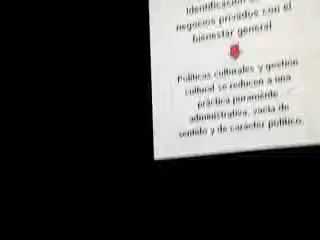 Identificación de
negocios privados con el
bienestar general
Políticas culturales y gestión
cultural se reducen a una
práctica puramente
administrativa, vacía de
sentido y de carácter político.